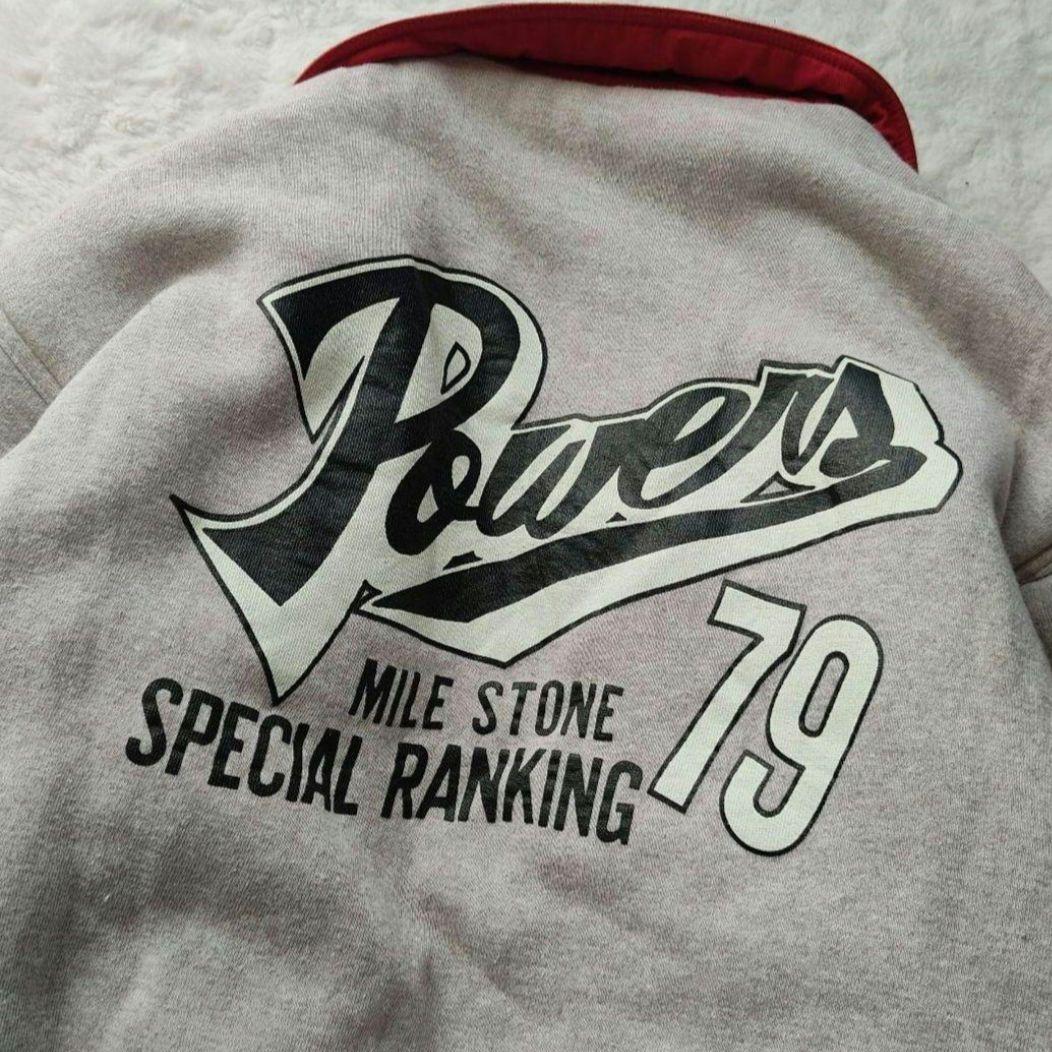 Powers
79
MILE STONE
SPECIAL RANKING